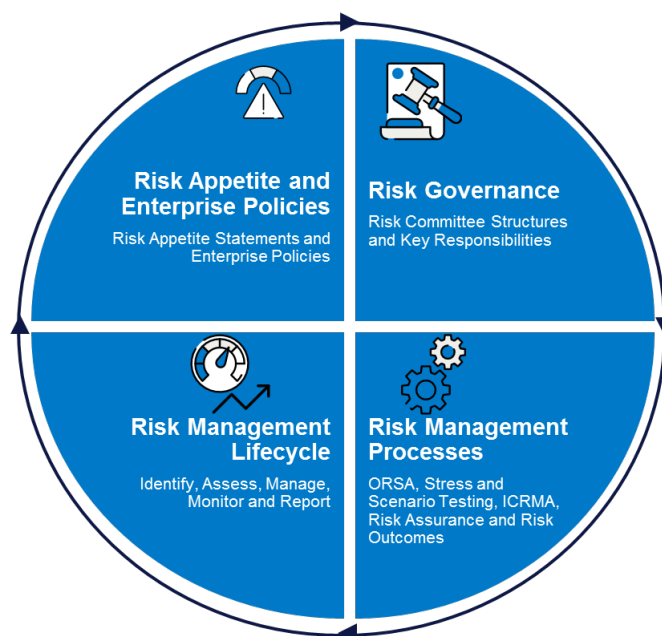 Risk Appetite and
Enterprise Policies
Risk Appetite Statements and
Enterprise Policies
Risk Governance
Risk Committee Structures
and Key Responsibilities
Risk Management
Lifecycle
Identify, Assess, Manage,
Monitor and Report
Risk Management
Processes
ORSA, Stress and
Scenario Testing, ICRMA,
Risk Assurance and Risk
Outcomes